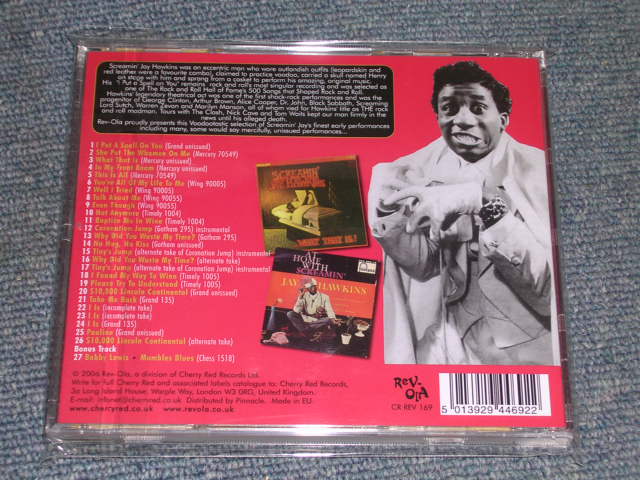 Screamin' Jay Hawkins was an eccentric man who wore outlandish outfits (leopardskin and
red leather were a favourite combo), claimed to practice voodoo, carried a skull named Henry
on stage with him and sprang from a casket to perform his amazing, original music.
His "I Put a Spell on You" remains rock and roll's most singular recording and was selected as
one of The Rock and Roll Hall of Fame's 500 Songs that Shaped Rock and Roll.
Hawkins' legendary theatrical act was one of the first shock-rock performances and was the
progenitor of George Clinton, Arthur Brown, Alice Cooper, Dr. John, Black Sabbath, Screaming
Lord Sutch, Warren Zevon and Marilyn Manson, all of whom vied for Hawkins' title as THE rock
and roll madman. Tours with The Clash, Nick Cave and Tom Waits kept our man firmly in the
news until his alleged death.
Rev-Ola proudly presents this Voodootastic selection of Screamin' Jay's finest early performances
including many, some would say mercifully, unissued performances...
1 I Put A Spell On You (Grand unissued)
2 She Put The Whamee On Me (Mercury 70549)
3 What That Is (Mercury unissued)
4 In My Front Room (Mercury unissued)
5 This Is All (Mercury 70549)
6 You're All Of My Life To Me (Wing 90005)
7 Well I Tried (Wing 90005)
8 Talk About Me (Wing 90055)
9 Even Though (Wing 90055)
10 Not Anymore (Timely 1004)
11 Baptize Me In Wine (Timely 1004)
12 Coronation Jump (Gotham 295) instrumental
13 Why Did You Waste My Time? (Gotham 295)
14 No Hug, No Kiss (Gotham unissued)
15 Tiny's Jump (alternate take of Coronation Jump) instrumental
16 Why Did You Waste My Time? (alternate take)
17 Tiny's Jump (alternate take of Coronation Jump) instrumental
18 I Found My Way To Wine (Timely 1005)
19 Please Try To Understand (Timely 1005)
20 $10,000 Lincoln Continental (Grand unissued)
21 Take Me Back (Grand 135)
22 I Is (incomplete take)
23 I Is (incomplete take)
24 I Is (Grand 135)
25 Pauline (Grand unissued)
26 $10,000 Lincoln Continental (alternate take)
Bonus Track
27 Bobby Lewis - Mumbles Blues (Chess 1518)
SCREAMIN'
JAY HAWKINS
WHAT THAT IS!
AT
HOME WITH
SCREAMIN'
JAY HAWKINS
© 2006 Rev-Ola, a division of Cherry Red Records Ltd.
Write for full Cherry Red and associated labels catalogue to: Cherry Red Records,
3a Long Island House, Warple Way, London W3 0RG, United Kingdom.
E-mail: infonet@cherryred.co.uk Distributed by Pinnacle. Made in EU.
www.cherryred.co.uk www.revola.co.uk
REV-
OLA
CR REV 169
5 013929 446922